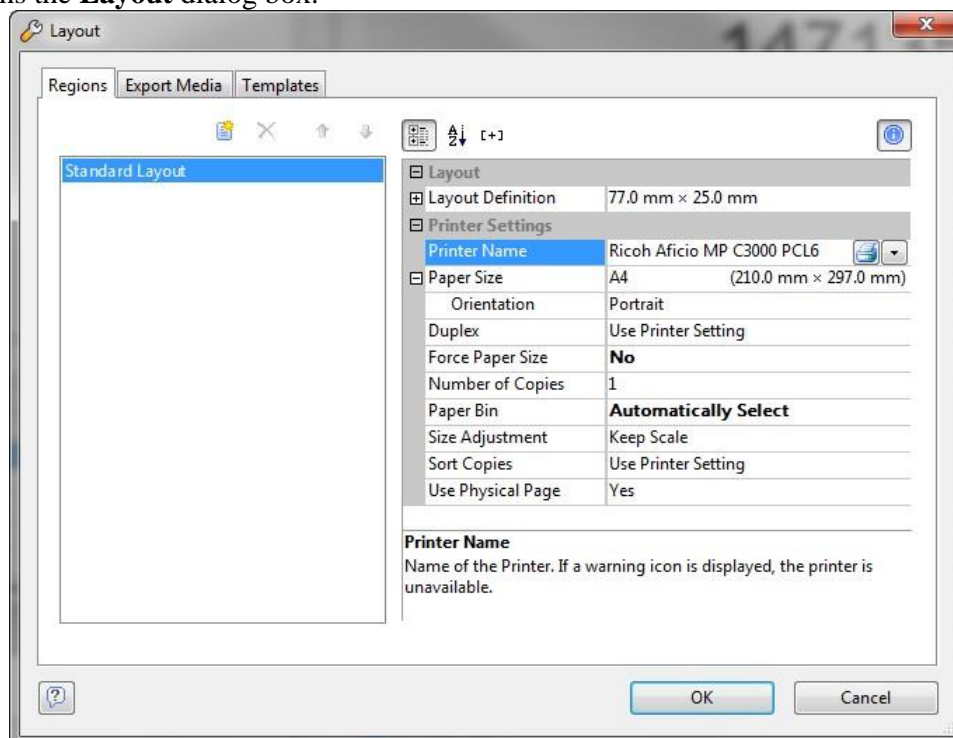 the Layout dialog box.
Layout
Regions Export Media Templates
Standard Layout
Layout
Layout Definition 77.0 mm × 25.0 mm
Printer Settings
Printer Name Ricoh Aficio MP C3000 PCL6
Paper Size A4 (210.0 mm × 297.0 mm)
Orientation Portrait
Duplex Use Printer Setting
Force Paper Size No
Number of Copies 1
Paper Bin Automatically Select
Size Adjustment Keep Scale
Sort Copies Use Printer Setting
Use Physical Page Yes
Printer Name
Name of the Printer. If a warning icon is displayed, the printer is
unavailable.
OK Cancel